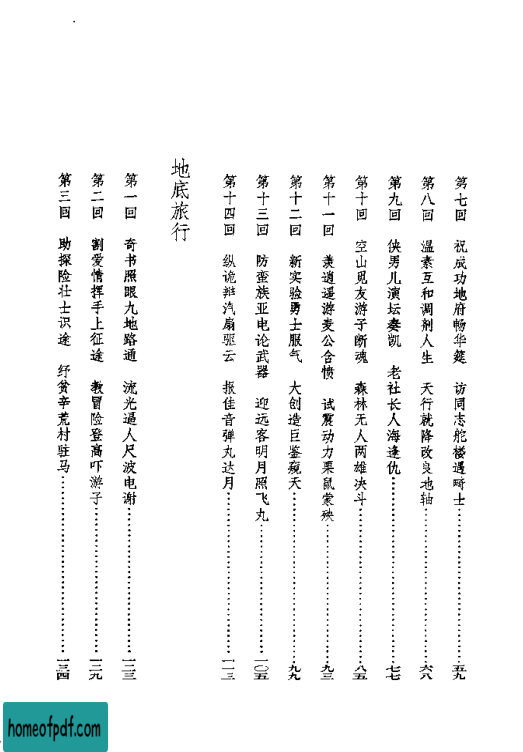 第七回 祝成功地府畅华筵 访同志舵楼遇畸士……五九
第八回 温素互和调剂人生 天行就降改良地轴……六八
第九回 侠男儿演坛奏凯 老社长人海逢仇……七七
第十回 空山觅友游子断魂 森林无人两雄决斗……八五
第十一回 羡逍遥游麦公含愤 试震动力栗鼠蒙殃……九三
第十二回 新实验勇士服气 大创造巨鉴窥天……九九
第十三回 防蛮族亚电论武器 迎远客明月照飞丸……一〇五
第十四回 纵诡辩汽扇驱云 报佳音弹丸达月……一一三
地底旅行
第一回 奇书照眼九地路通 流光逼人尺波电谢……一二三
第二回 割爱情挥手上征途 教冒险登高吓游子……一二九
第三回 助探险壮士识途 纾贫辛荒村驻马……一三四
homeofpdf.com